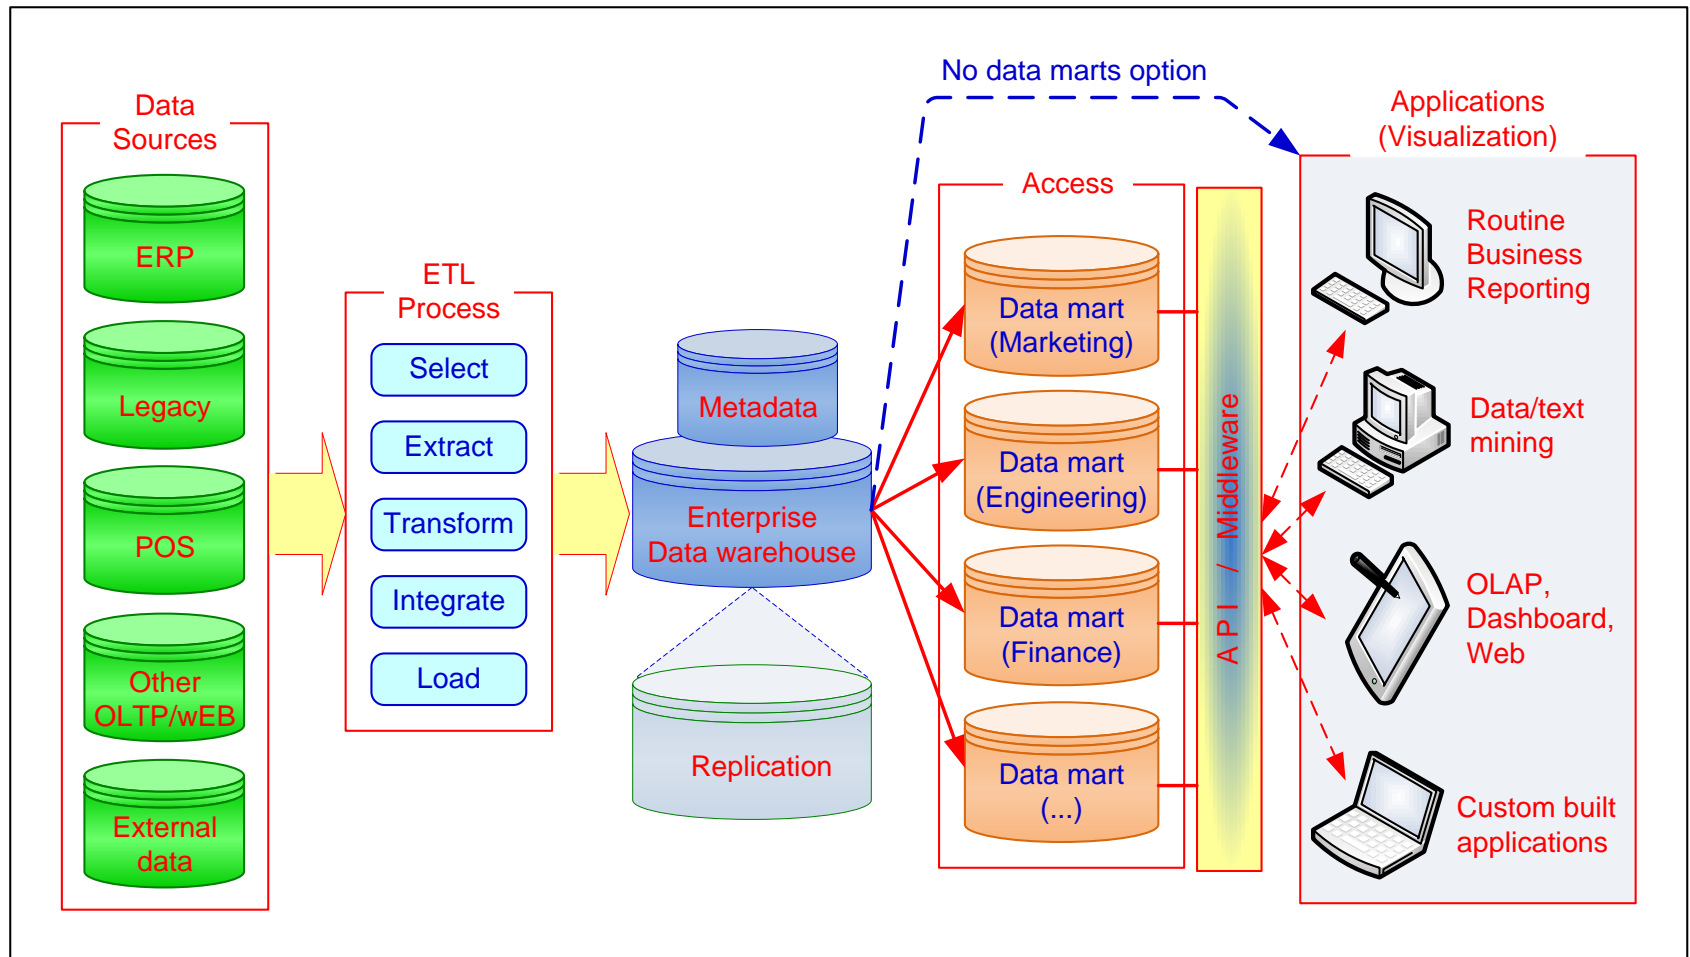 No data marts option
Data
Sources
ERP
Legacy
POS
Other
OLTP/wEB
External
data
ETL
Process
Select
Extract
Transform
Integrate
Load
Metadata
Enterprise
Data warehouse
Replication
Access
Data mart
(Marketing)
Data mart
(Engineering)
Data mart
(Finance)
Data mart
(...)
API / Middleware
Applications
(Visualization)
Routine
Business
Reporting
Data/text
mining
OLAP,
Dashboard,
Web
Custom built
applications